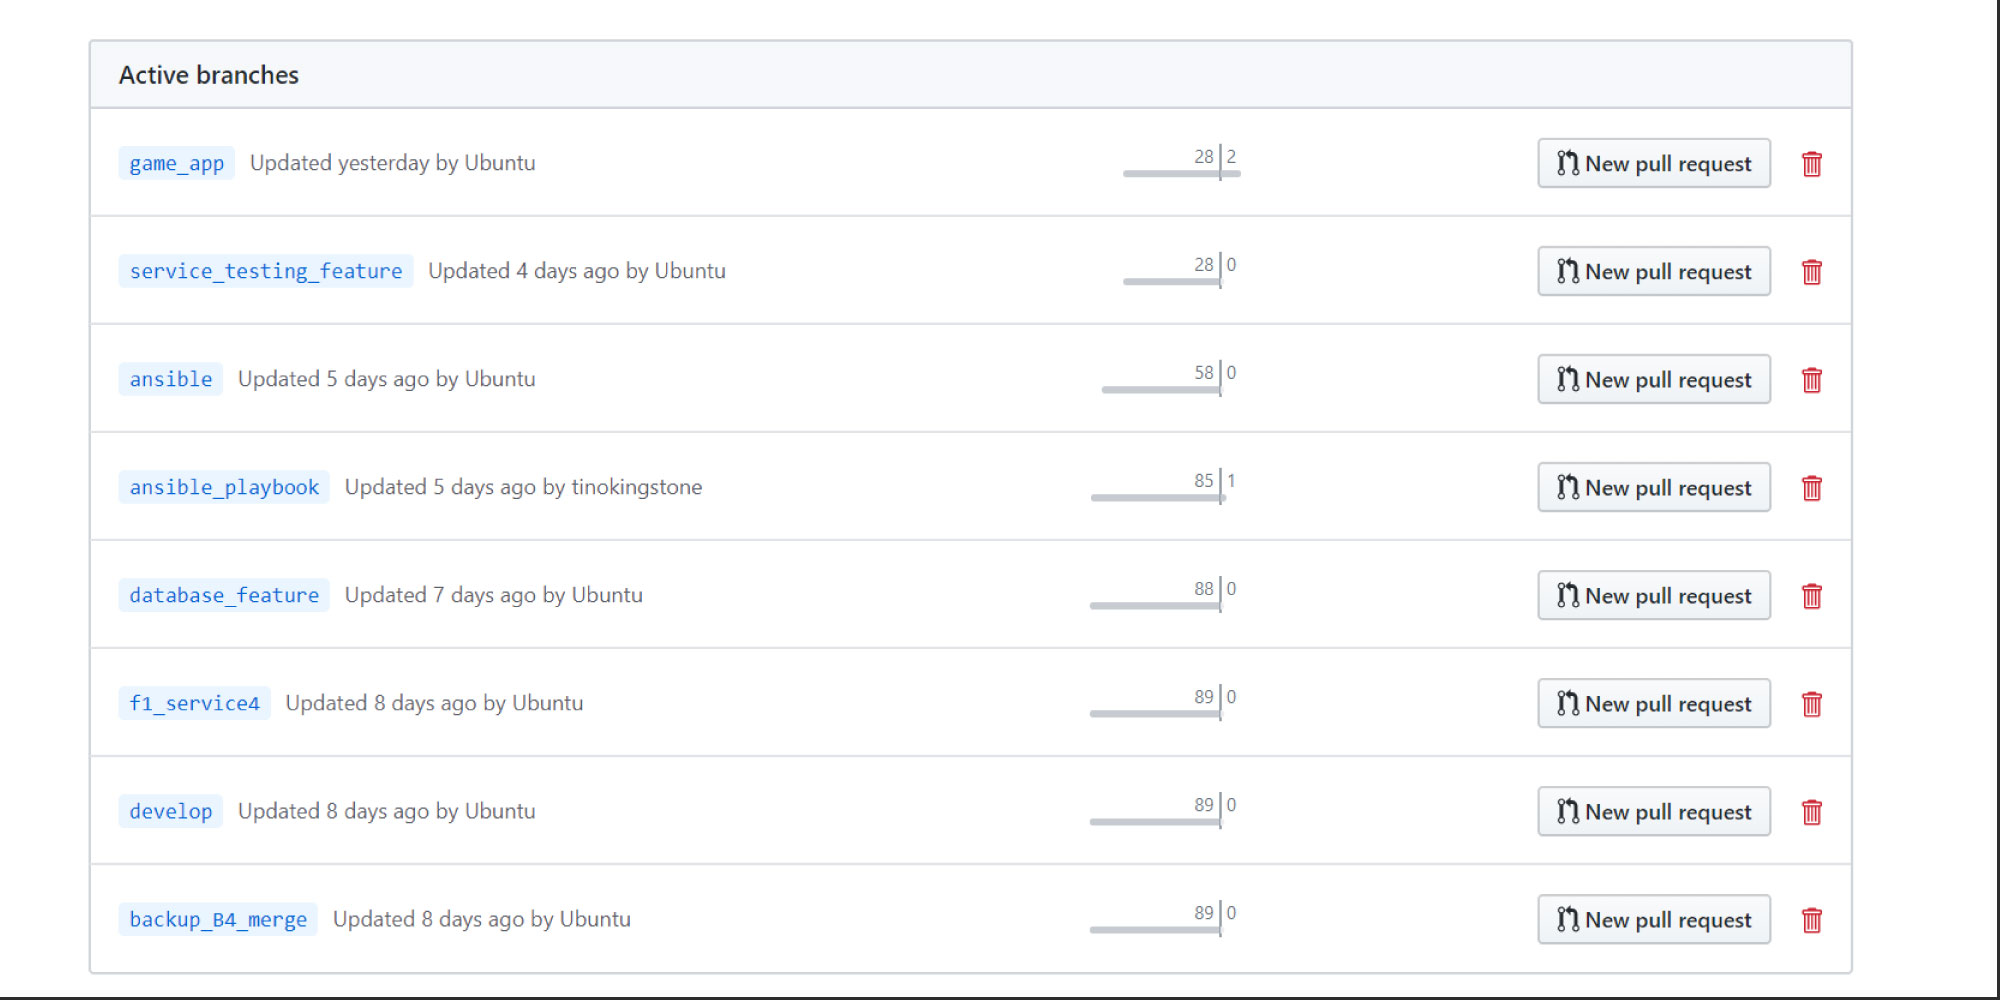 Active branches
game_app Updated yesterday by Ubuntu 28 2 New pull request
service_testing_feature Updated 4 days ago by Ubuntu 28 0 New pull request
ansible Updated 5 days ago by Ubuntu 58 0 New pull request
ansible_playbook Updated 5 days ago by tinokingstone 85 1 New pull request
database_feature Updated 7 days ago by Ubuntu 88 0 New pull request
f1_service4 Updated 8 days ago by Ubuntu 89 0 New pull request
develop Updated 8 days ago by Ubuntu 89 0 New pull request
backup_B4_merge Updated 8 days ago by Ubuntu 89 0 New pull request